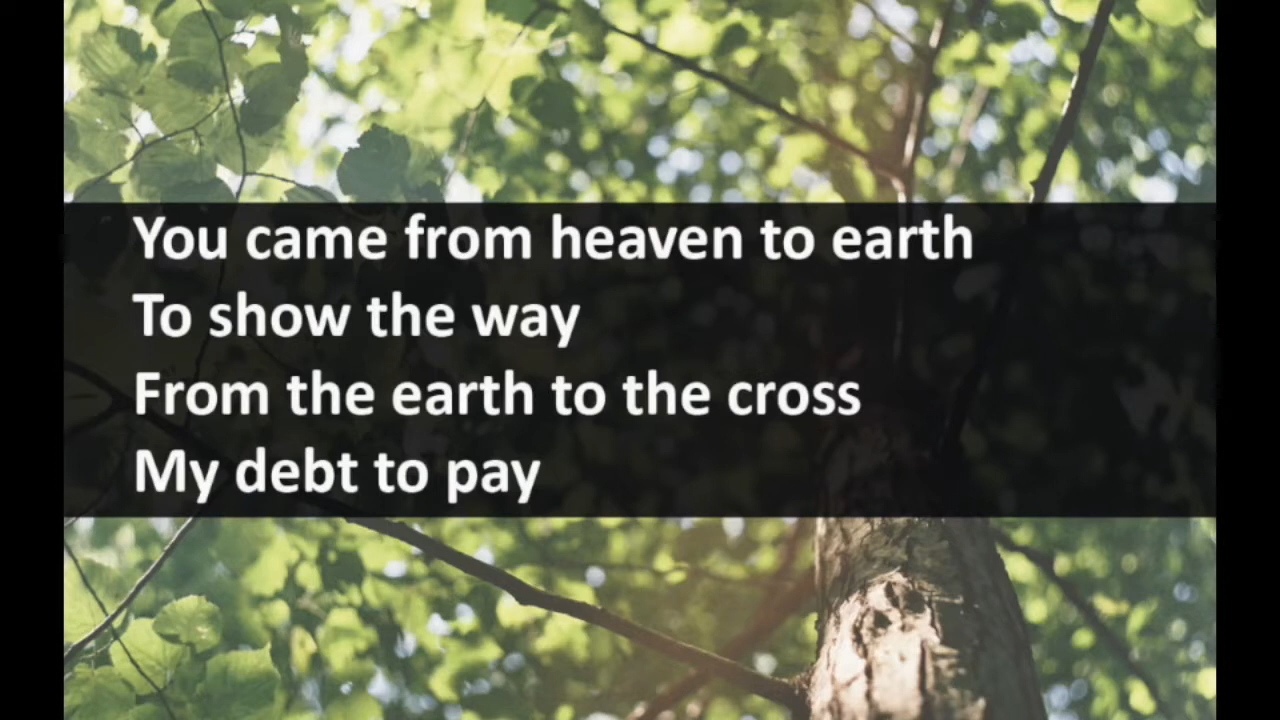 You came from heaven to earth
To show the way
From the earth to the cross
My debt to pay